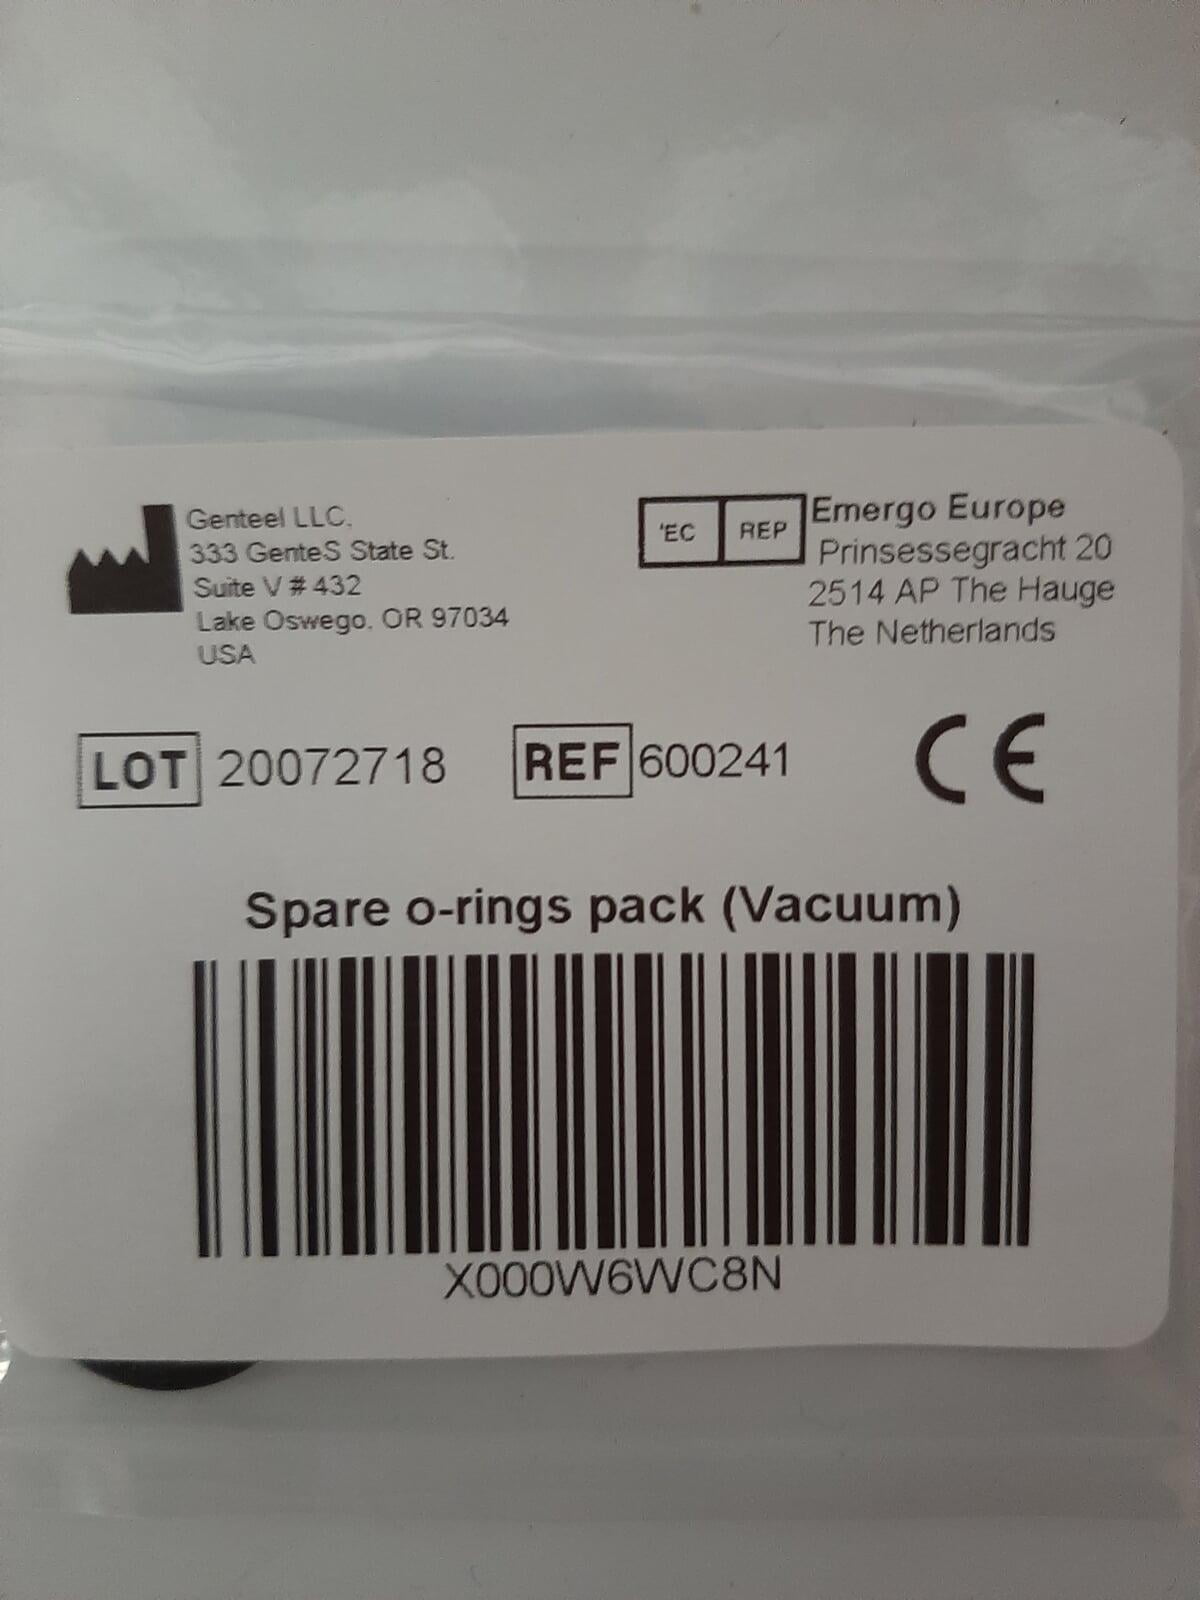 Genteel LLC.
333 GenteS State St.
Suite V # 432
Lake Oswego. OR 97034
USA
'EC REP
Emergo Europe
Prinsessegracht 20
2514 AP The Hauge
The Netherlands
LOT 20072718
REF 600241
CE
Spare o-rings pack (Vacuum)
X000W6WC8N